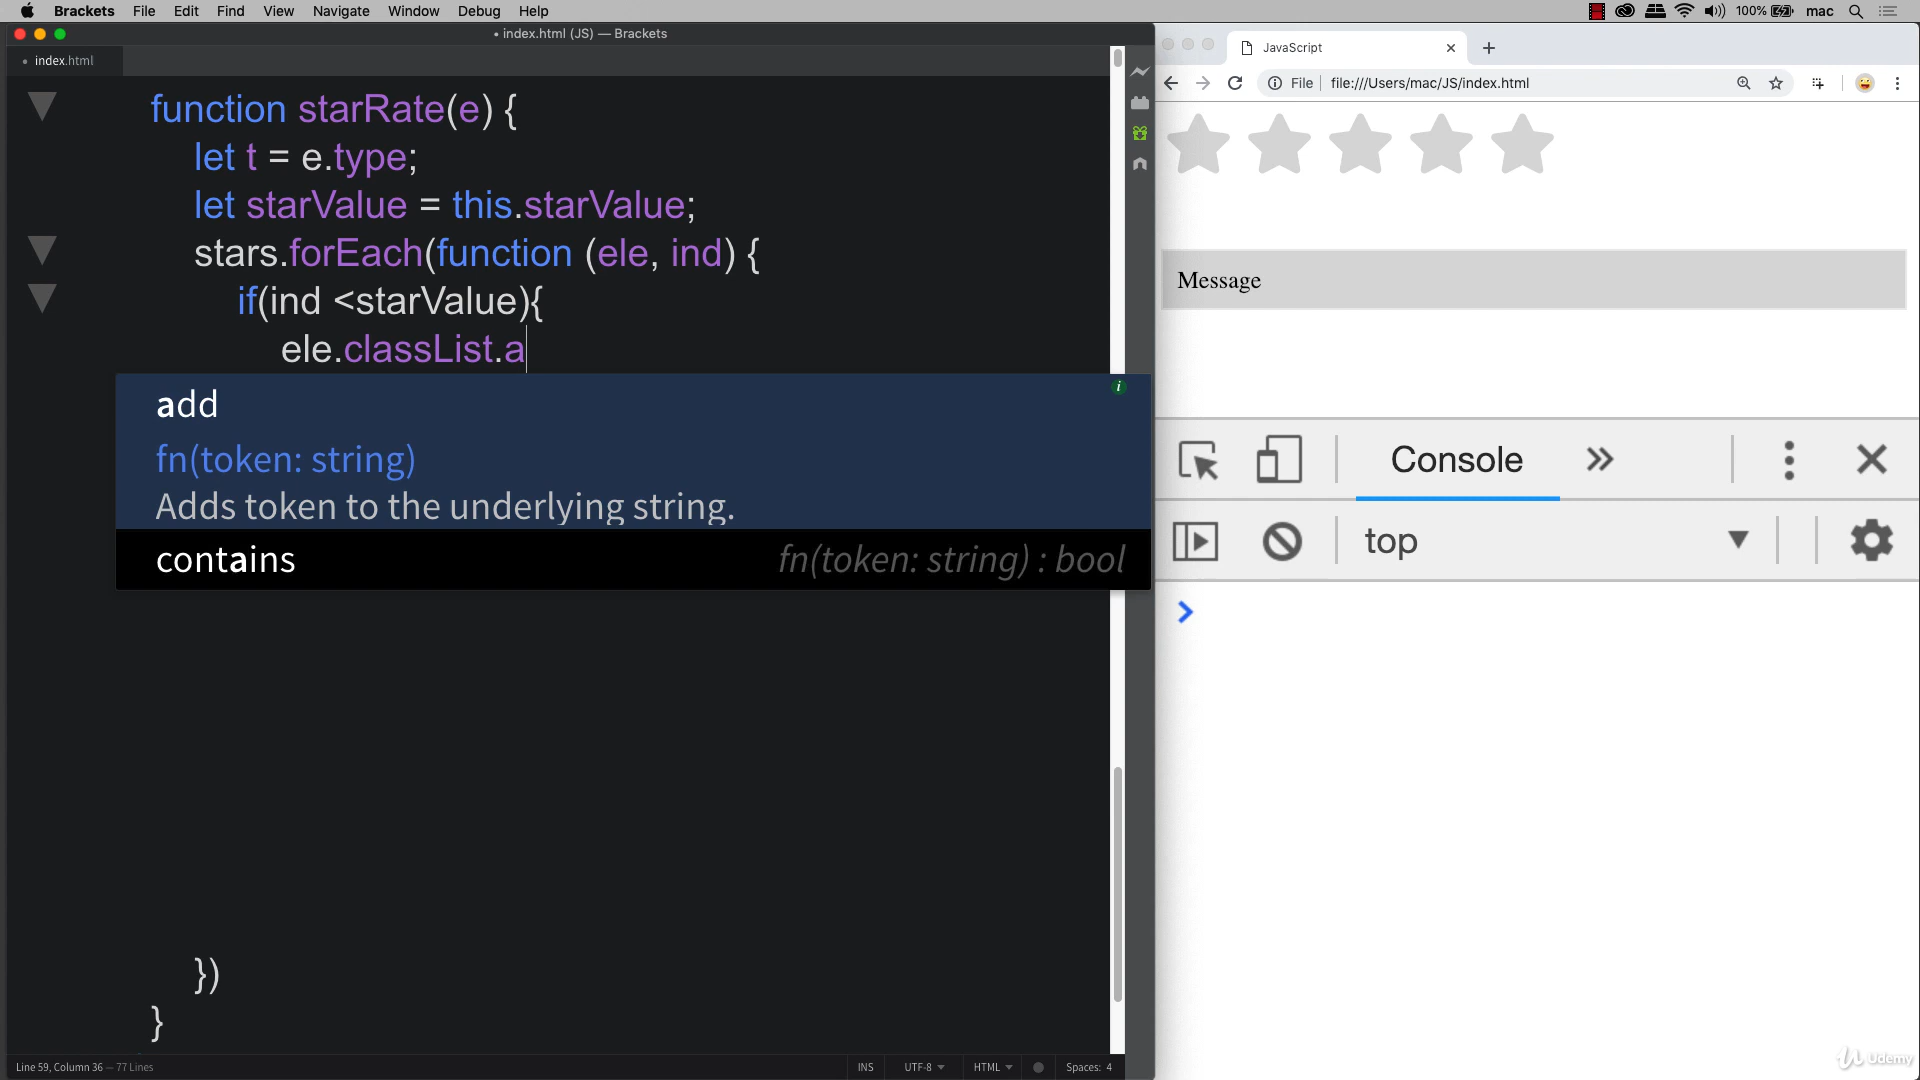 Brackets File Edit Find View Navigate Window Debug Help
100% mac
• index.html (JS) — Brackets
• index.html
function starRate(e) {
let t = e.type;
let starValue = this.starValue;
stars.forEach(function (ele, ind) {
if(ind <starValue){
ele.classList.a
add
fn(token: string)
Adds token to the underlying string.
contains fn(token: string) : bool
})
}
Line 59, Column 36 — 77 Lines
INS UTF-8 HTML Spaces: 4
JavaScript
File file:///Users/mac/JS/index.html
Message
Console
top
Udemy